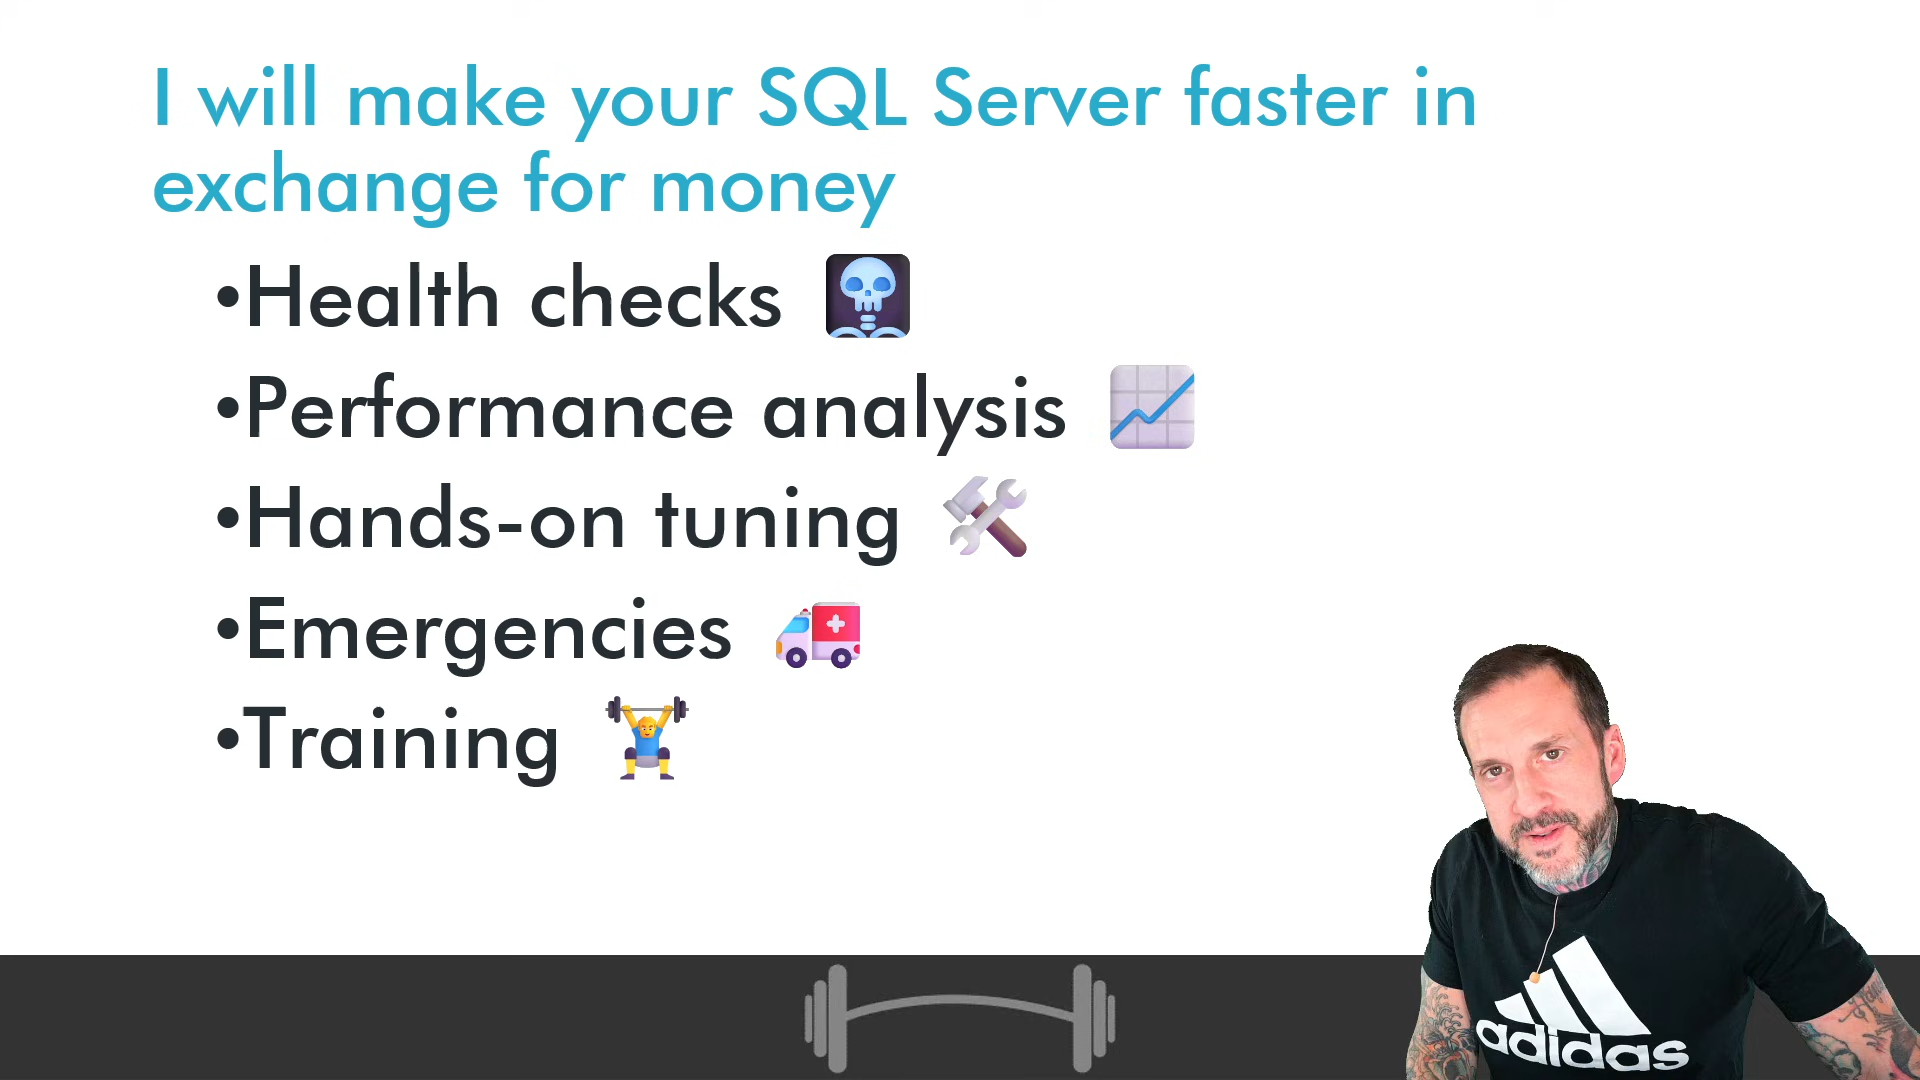 I will make your SQL Server faster in
exchange for money
•Health checks
•Performance analysis
•Hands-on tuning
•Emergencies
•Training
adidas